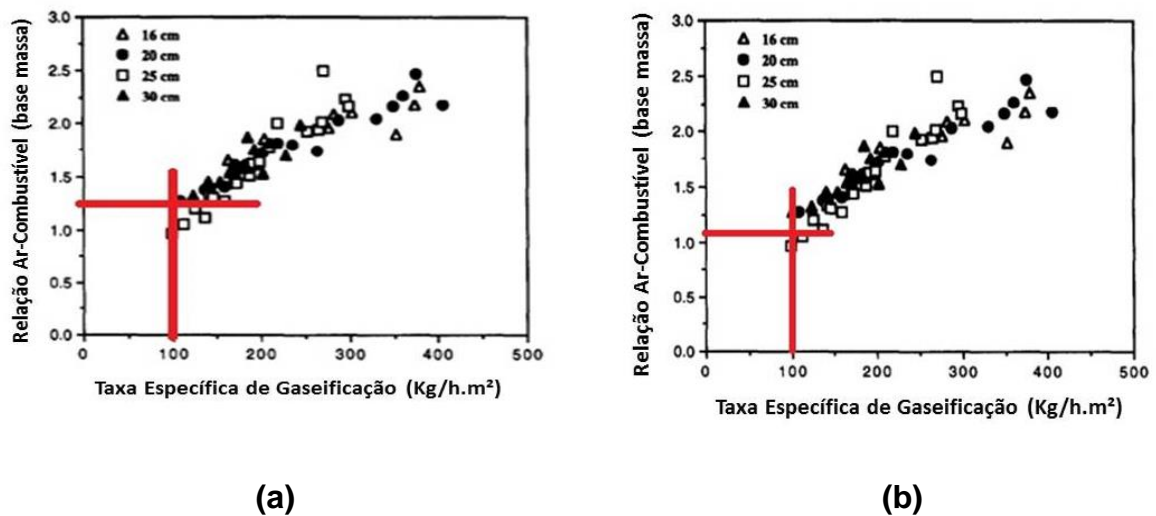 Relação Ar-Combustível (base massa)
3.0
2.5
2.0
1.5
1.0
0.5
0.0
16 cm
20 cm
25 cm
30 cm
0 100 200 300 400 500
Taxa Específica de Gaseificação (Kg/h.m²)
(a)
Relação Ar-Combustível (base massa)
3.0
2.5
2.0
1.5
1.0
0.5
0.0
16 cm
20 cm
25 cm
30 cm
0 100 200 300 400 500
Taxa Específica de Gaseificação (Kg/h.m²)
(b)